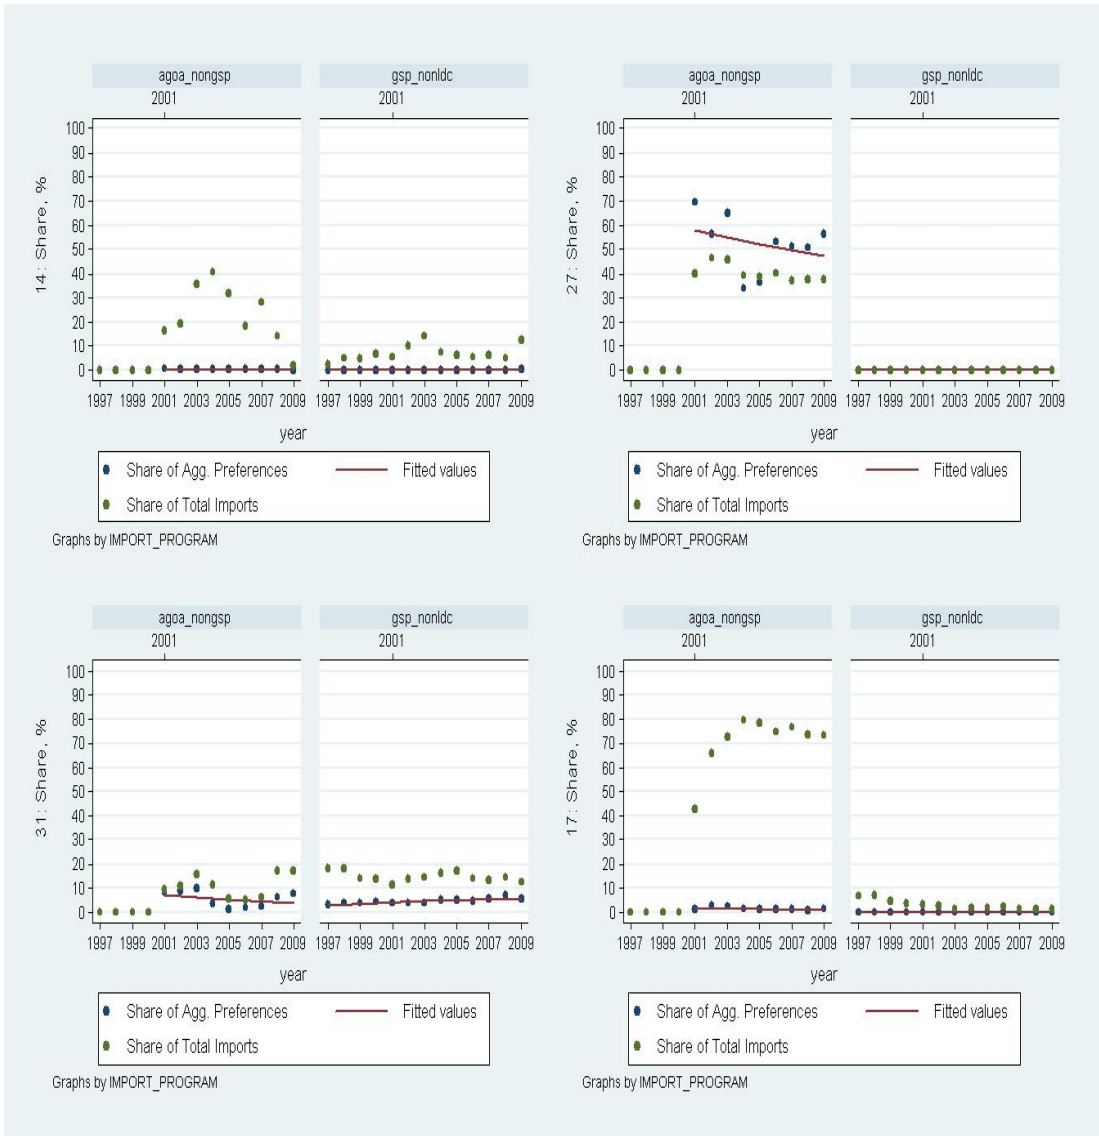 agoa_nongsp gsp_nonldc
2001 2001
14: Share, %
100
90
80
70
60
50
40
30
20
10
0
1997 1999 2001 2003 2005 2007 2009 1997 1999 2001 2003 2005 2007 2009
year
Share of Agg. Preferences Fitted values
Share of Total Imports
Graphs by IMPORT_PROGRAM
agoa_nongsp gsp_nonldc
2001 2001
27: Share, %
100
90
80
70
60
50
40
30
20
10
0
1997 1999 2001 2003 2005 2007 2009 1997 1999 2001 2003 2005 2007 2009
year
Share of Agg. Preferences Fitted values
Share of Total Imports
Graphs by IMPORT_PROGRAM
agoa_nongsp gsp_nonldc
2001 2001
31: Share, %
100
90
80
70
60
50
40
30
20
10
0
1997 1999 2001 2003 2005 2007 2009 1997 1999 2001 2003 2005 2007 2009
year
Share of Agg. Preferences Fitted values
Share of Total Imports
Graphs by IMPORT_PROGRAM
agoa_nongsp gsp_nonldc
2001 2001
17: Share, %
100
90
80
70
60
50
40
30
20
10
0
1997 1999 2001 2003 2005 2007 2009 1997 1999 2001 2003 2005 2007 2009
year
Share of Agg. Preferences Fitted values
Share of Total Imports
Graphs by IMPORT_PROGRAM